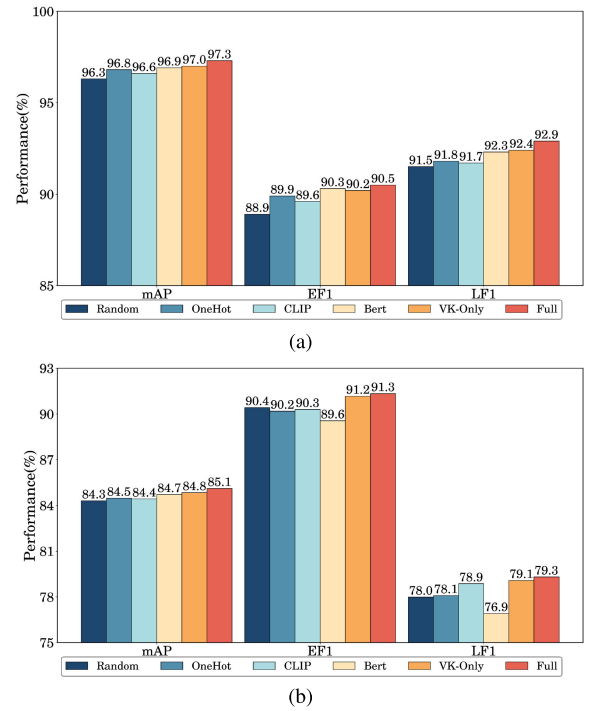 100
95
90
85
Performance(%)
96.3 96.8 96.6 96.9 97.0 97.3
88.9 89.9 89.6 90.3 90.2 90.5
91.5 91.8 91.7 92.3 92.4 92.9
mAP EF1 LF1
Random OneHot CLIP Bert VK-Only Full
(a)
93
90
87
84
81
78
75
Performance(%)
84.3 84.5 84.4 84.7 84.8 85.1
90.4 90.2 90.3 89.6 91.2 91.3
78.0 78.1 78.9 76.9 79.1 79.3
mAP EF1 LF1
Random OneHot CLIP Bert VK-Only Full
(b)